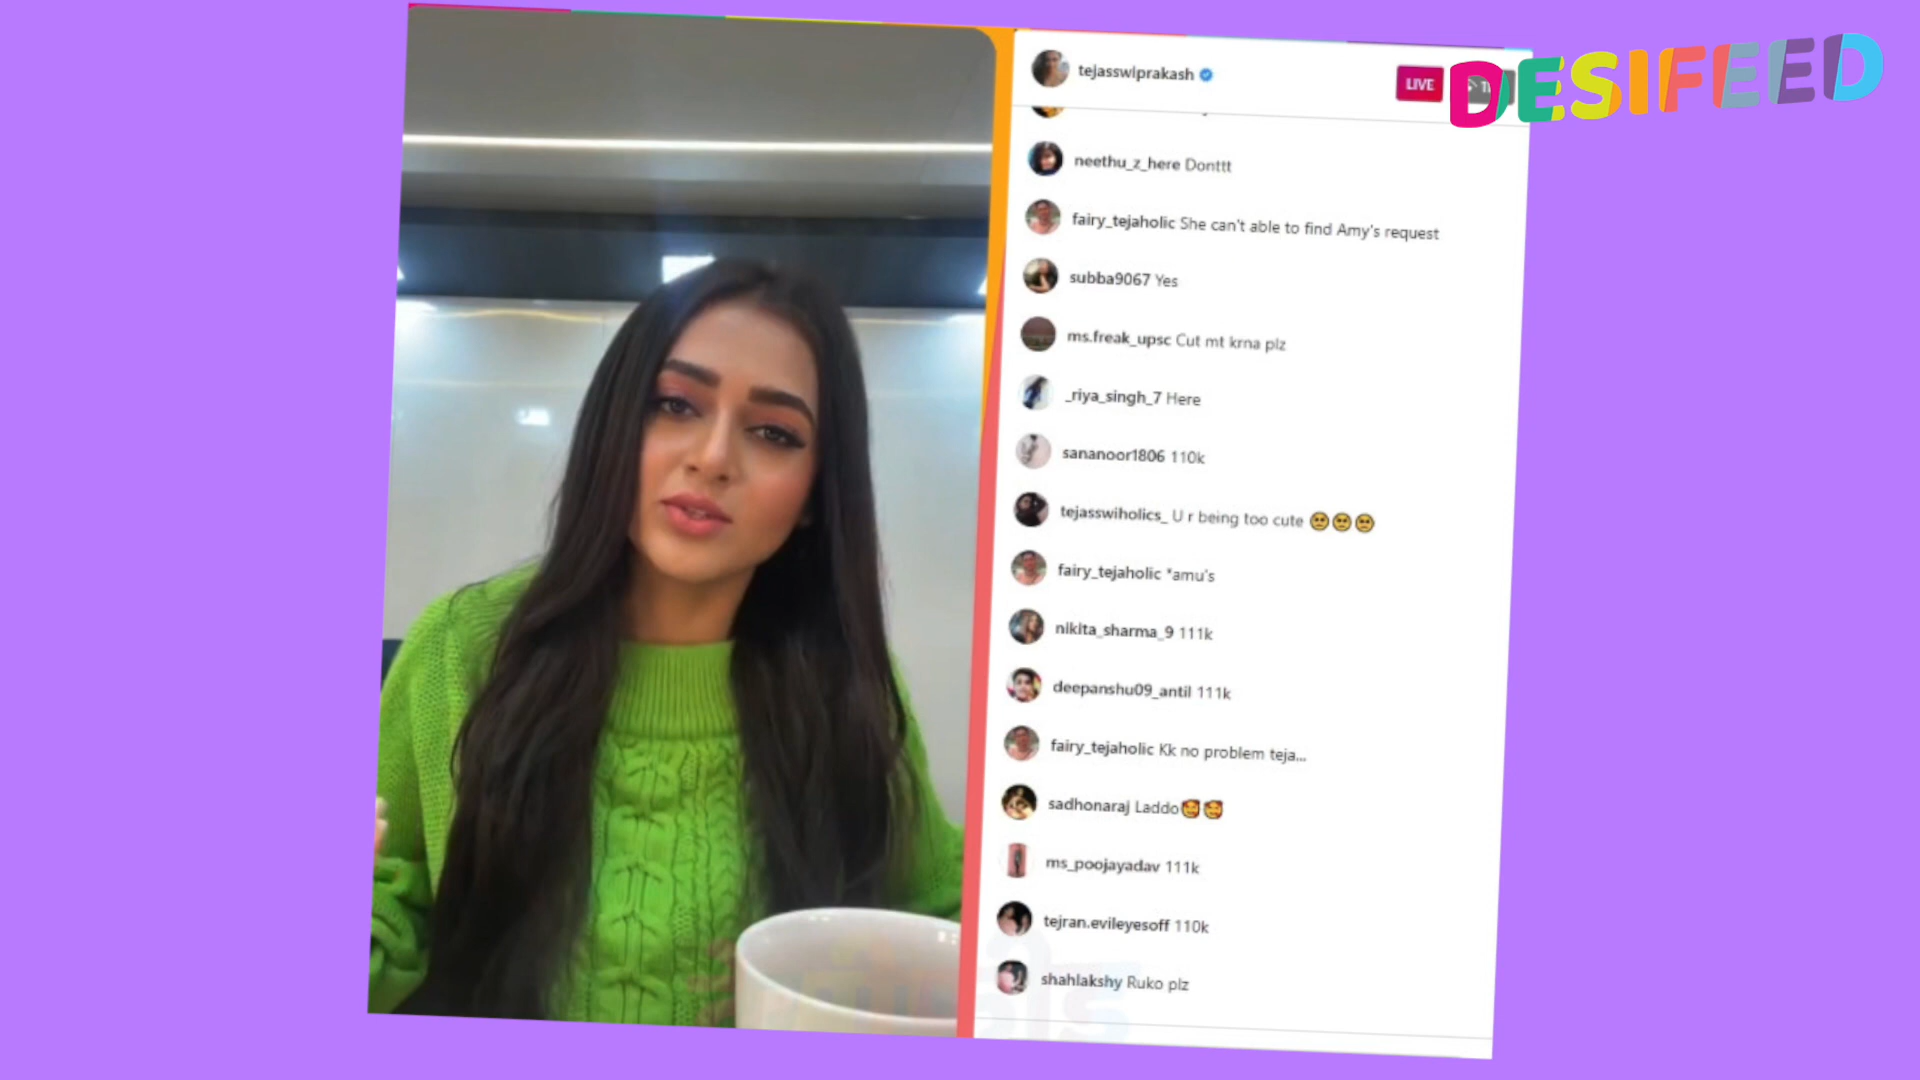 DESIFEED
tejasswiprakash
LIVE
neethu_z_here Donttt
fairy_tejaholic She can't able to find Amy's request
subba9067 Yes
ms.freak_upsc Cut mt krna plz
_riya_singh_7 Here
sananoor1806 110k
tejasswiholics_ U r being too cute 🥺🥺🥺
fairy_tejaholic *amu's
nikita_sharma_9 111k
deepanshu09_antil 111k
fairy_tejaholic Kk no problem teja...
sadhonaraj Laddo🥰🥰
ms_poojayadav 111k
tejran.evileyesoff 110k
shahlakshy Ruko plz